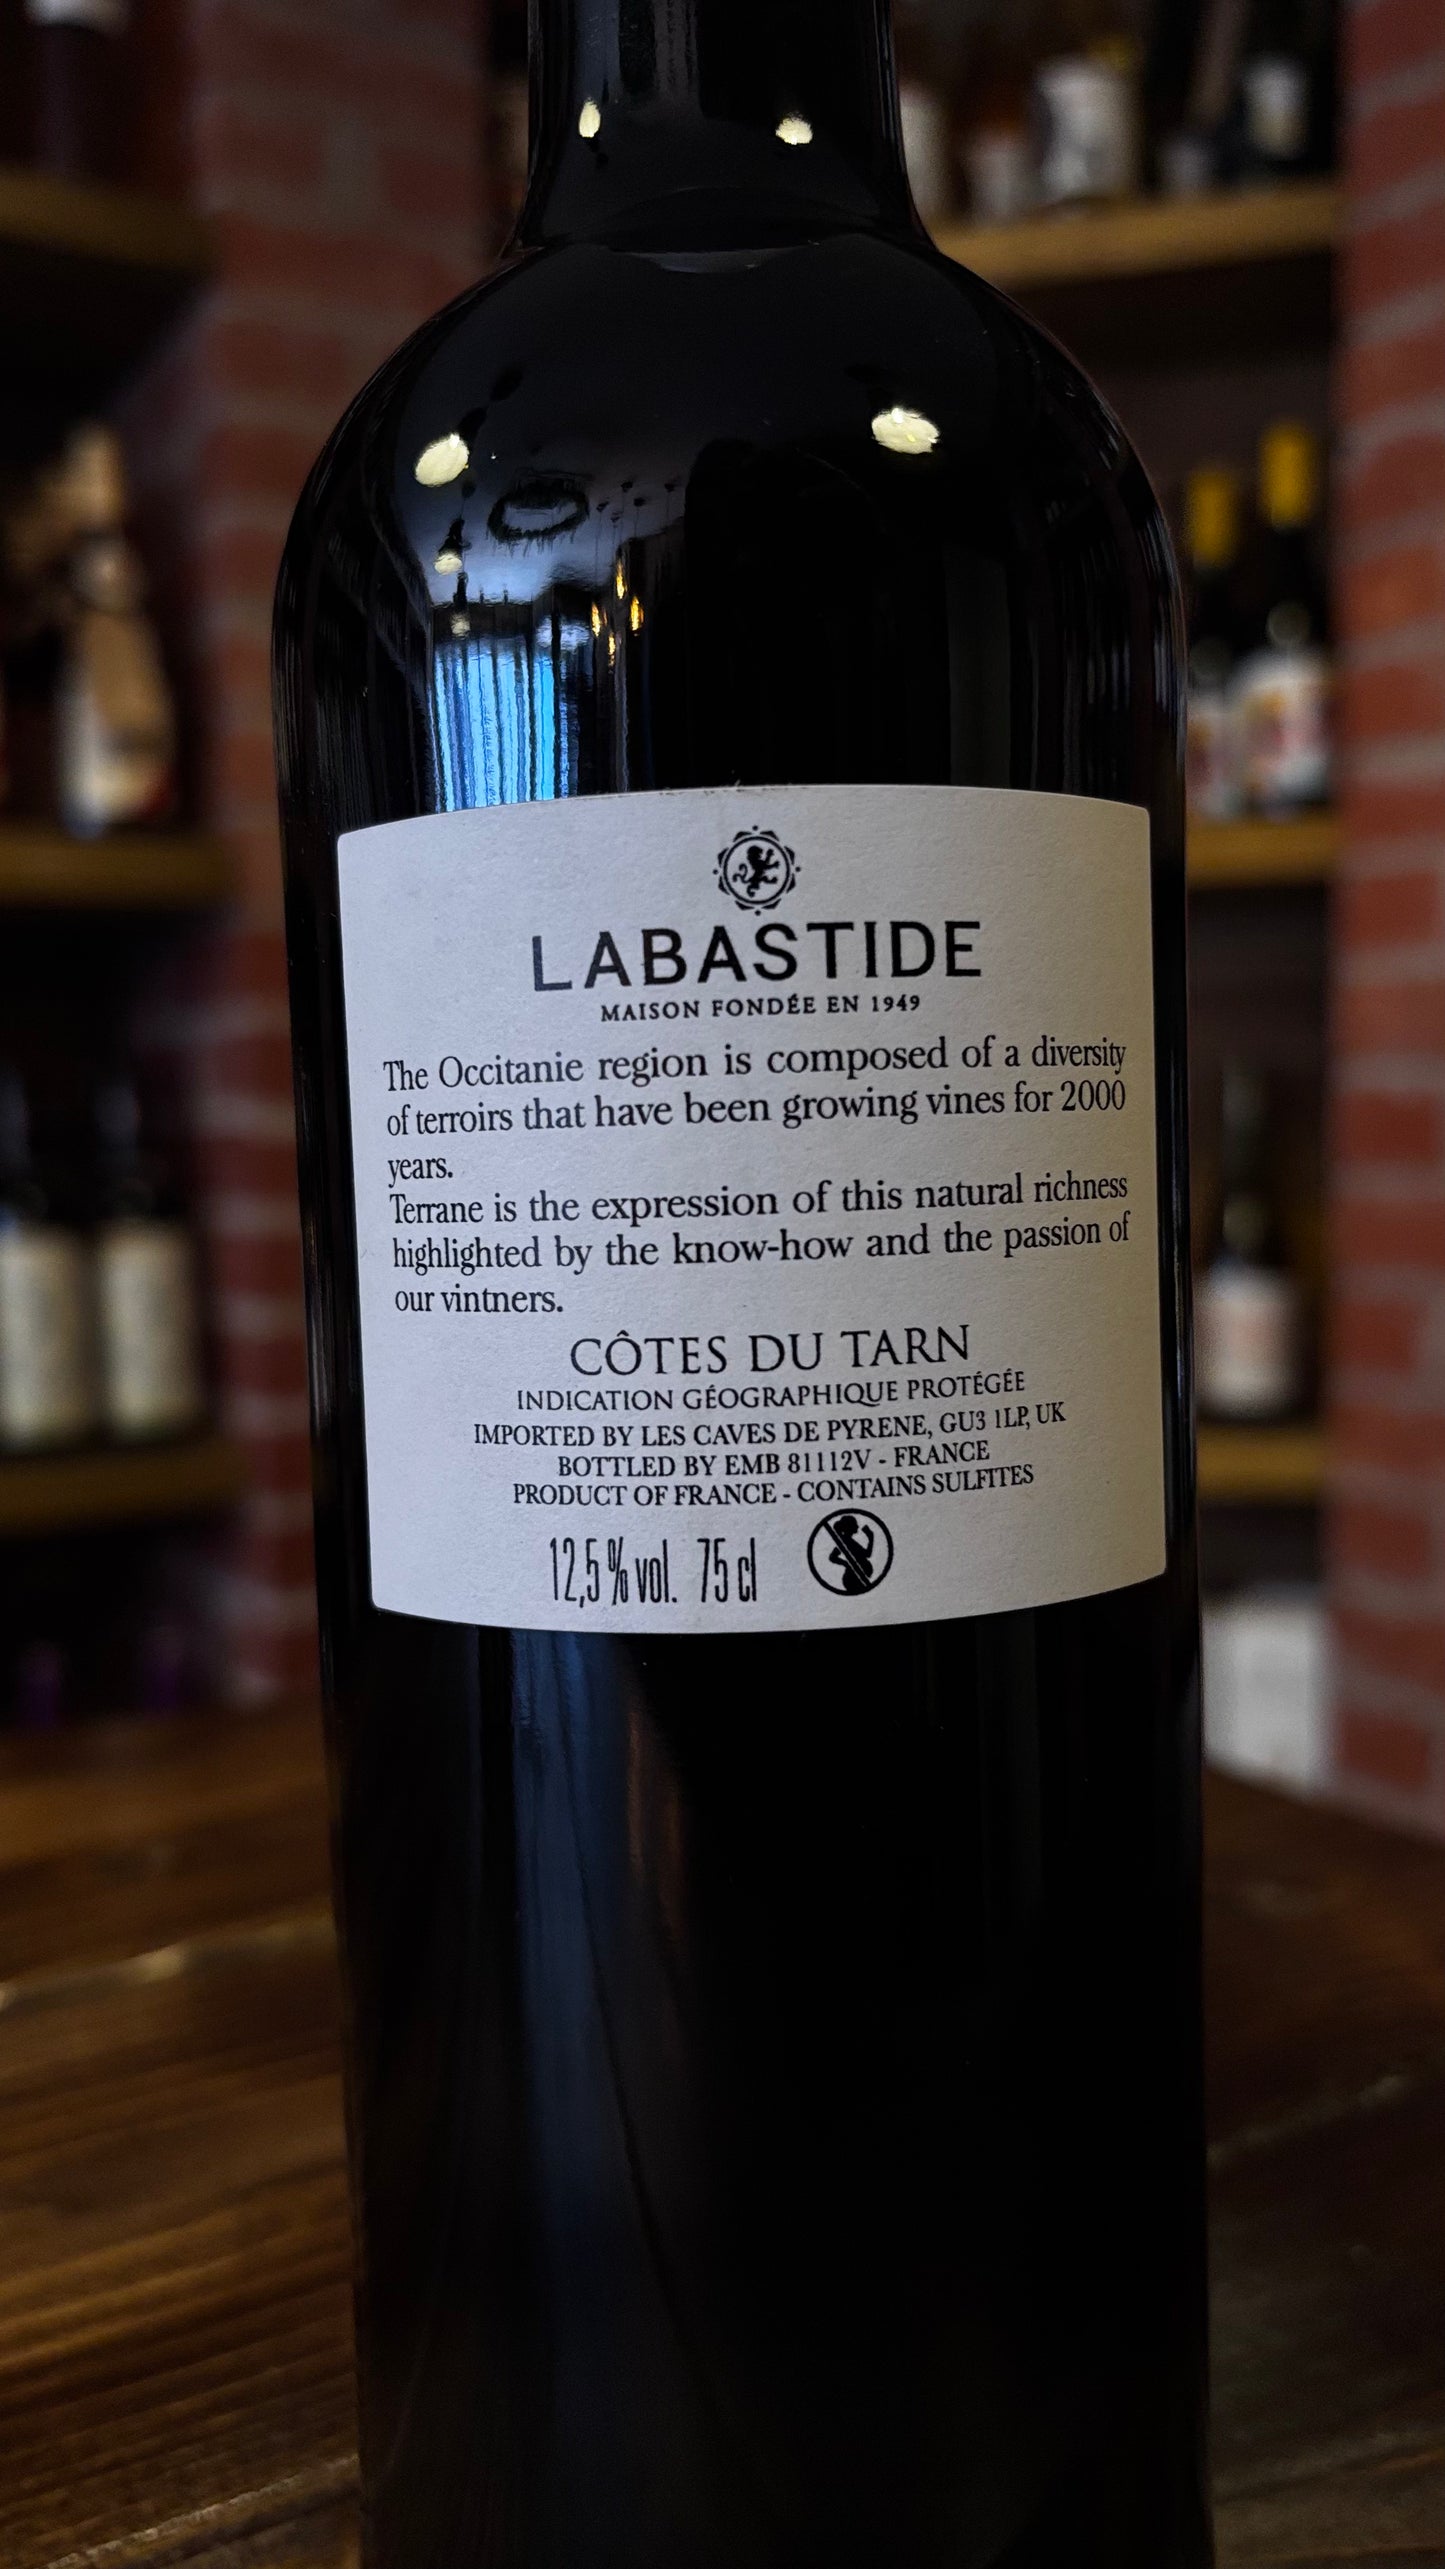 LABASTIDE
MAISON FONDÉE EN 1949
The Occitanie region is composed of a diversity
of terroirs that have been growing vines for 2000
years.
Terrane is the expression of this natural richness
highlighted by the know-how and the passion of
our vintners.
CÔTES DU TARN
INDICATION GÉOGRAPHIQUE PROTÉGÉE
IMPORTED BY LES CAVES DE PYRENE, GU3 1LP, UK
BOTTLED BY EMB 81112V - FRANCE
PRODUCT OF FRANCE - CONTAINS SULFITES
12,5 % vol. 75 cl